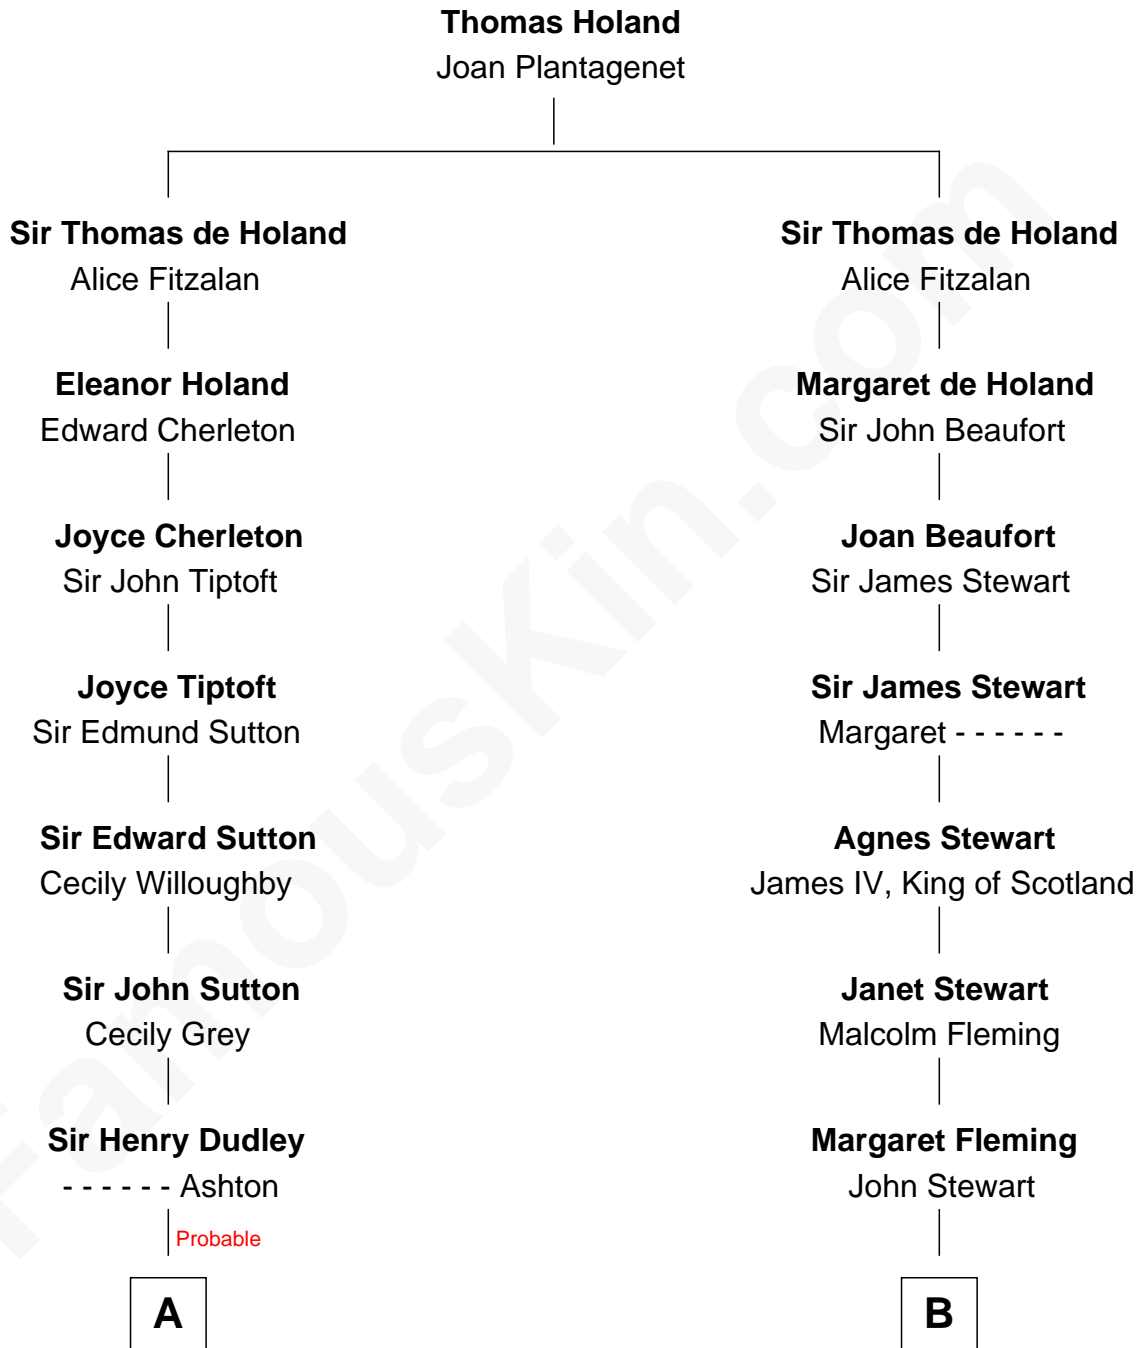 Thomas Holand
Joan Plantagenet
Sir Thomas de Holand
Alice Fitzalan
Eleanor Holand
Edward Cherleton
Joyce Cherleton
Sir John Tiptoft
Joyce Tiptoft
Sir Edmund Sutton
Sir Edward Sutton
Cecily Willoughby
Sir John Sutton
Cecily Grey
Sir Henry Dudley
- - - - - - Ashton
Probable
A
Sir Thomas de Holand
Alice Fitzalan
Margaret de Holand
Sir John Beaufort
Joan Beaufort
Sir James Stewart
Sir James Stewart
Margaret - - - - - -
Agnes Stewart
James IV, King of Scotland
Janet Stewart
Malcolm Fleming
Margaret Fleming
John Stewart
B
FamousKin.com